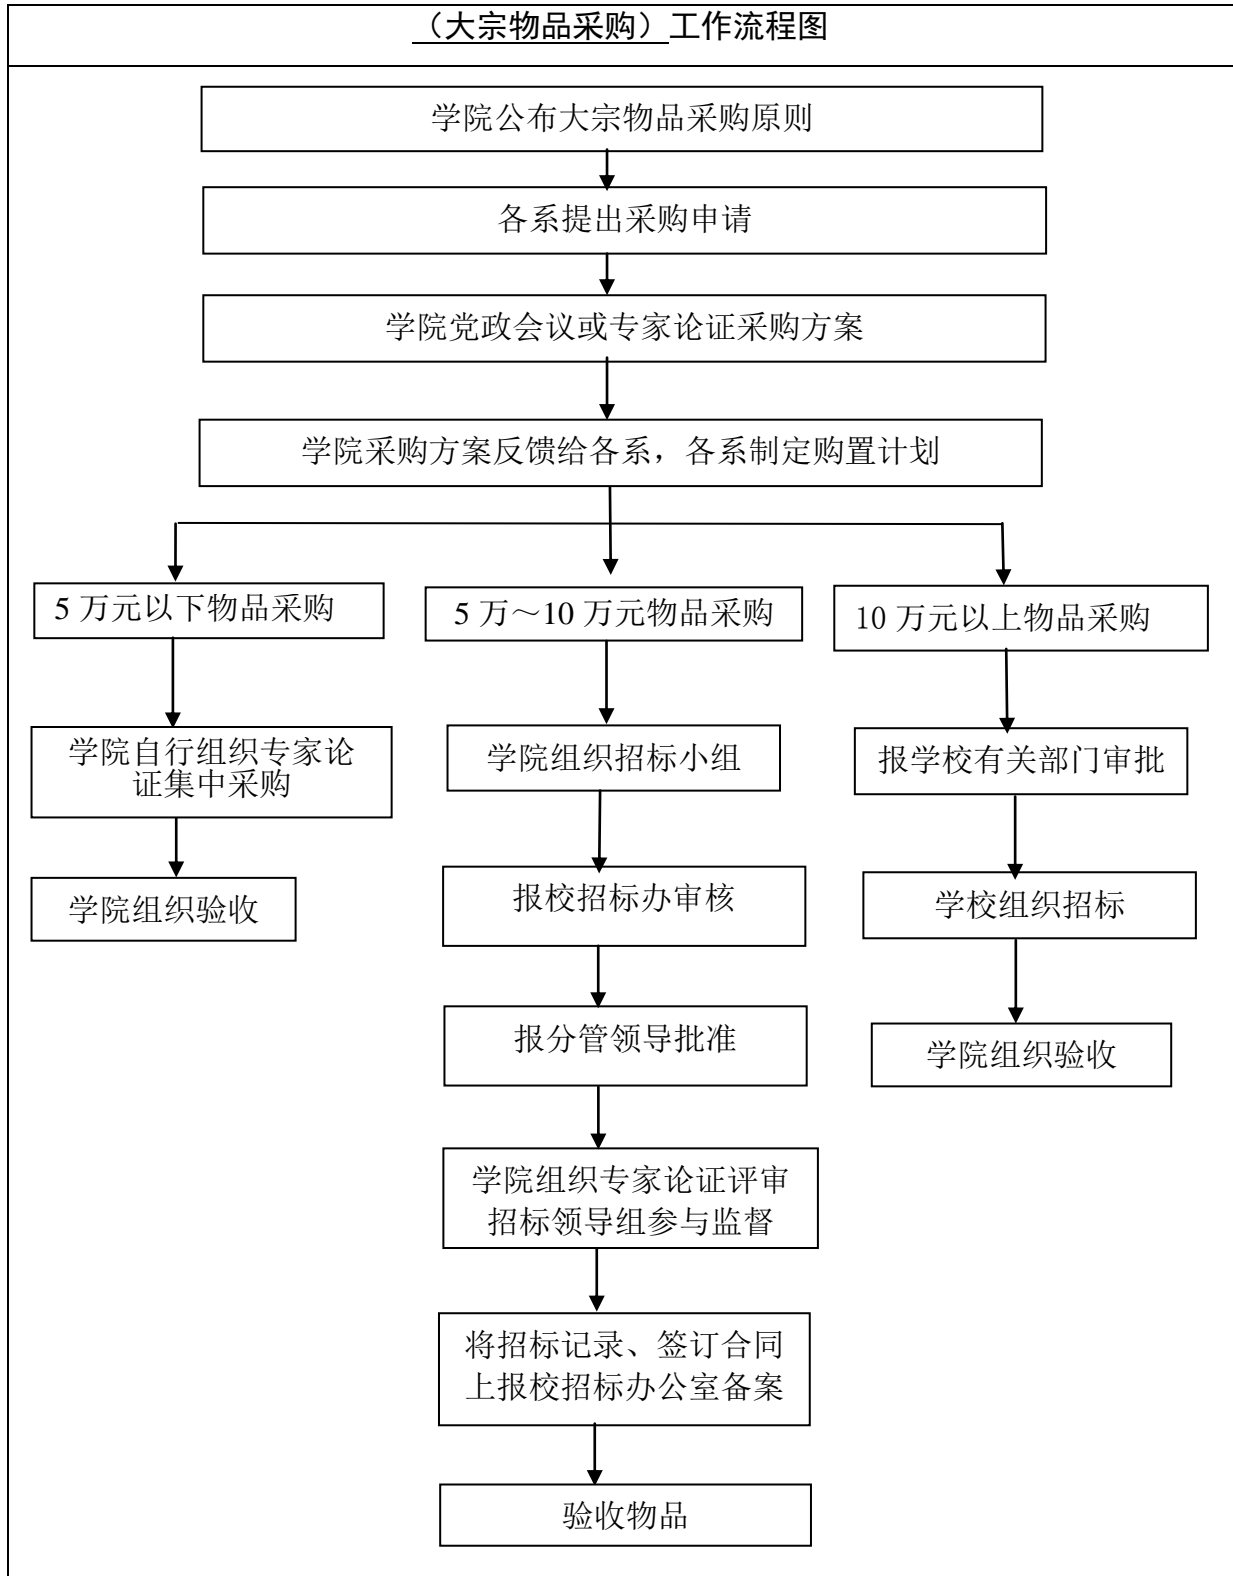 （大宗物品采购）工作流程图
学院公布大宗物品采购原则
各系提出采购申请
学院党政会议或专家论证采购方案
学院采购方案反馈给各系，各系制定购置计划
5 万元以下物品采购
5 万～10 万元物品采购
10 万元以上物品采购
学院自行组织专家论
证集中采购
学院组织招标小组
报学校有关部门审批
学院组织验收
报校招标办审核
学校组织招标
报分管领导批准
学院组织验收
学院组织专家论证评审
招标领导组参与监督
将招标记录、签订合同
上报校招标办公室备案
验收物品